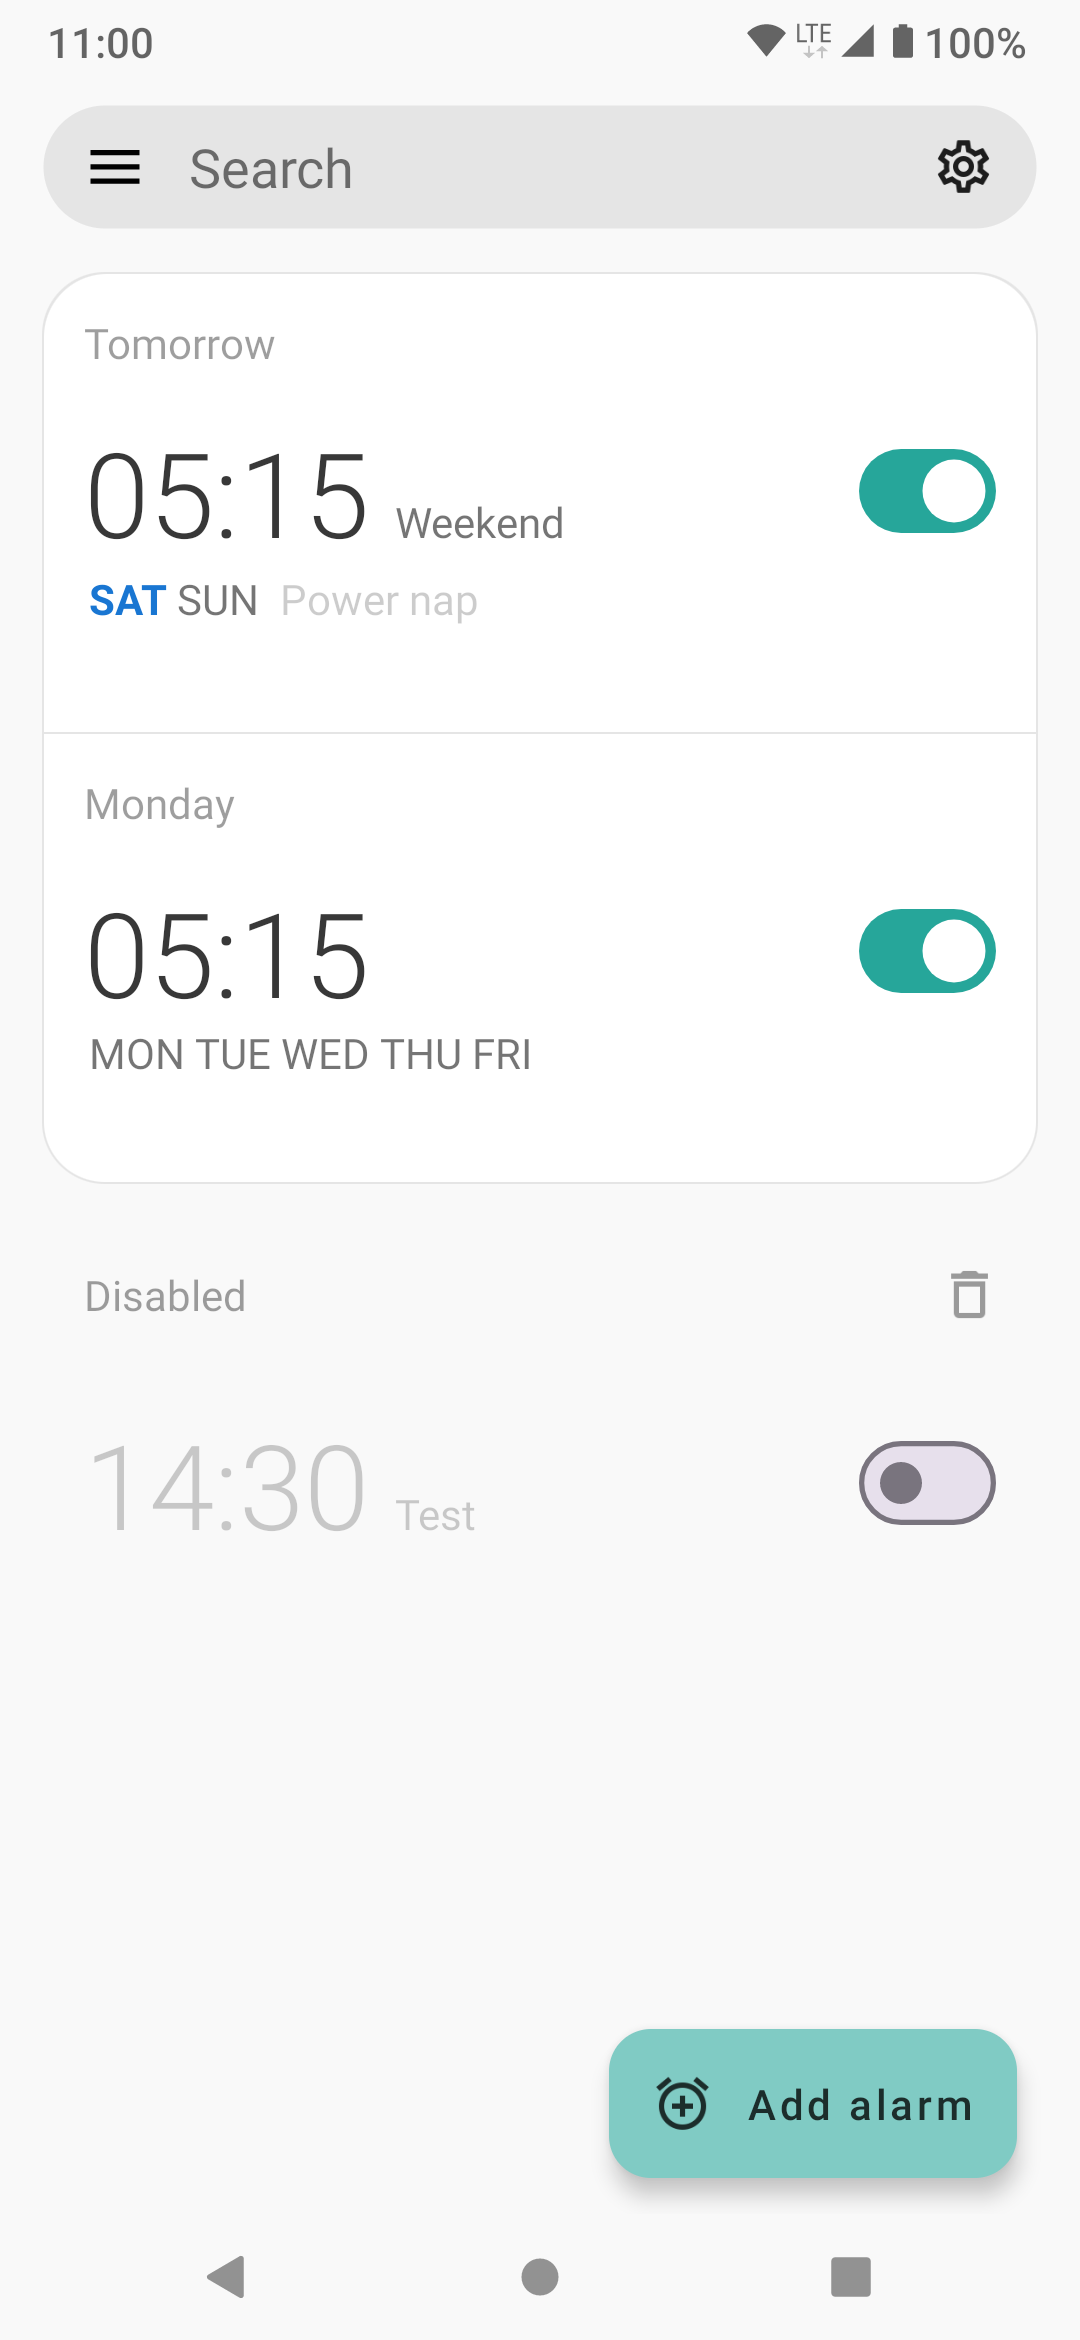 11:00 LTE 100%
Search
Tomorrow
05:15 Weekend
SAT SUN Power nap
Monday
05:15
MON TUE WED THU FRI
Disabled
14:30 Test
Add alarm